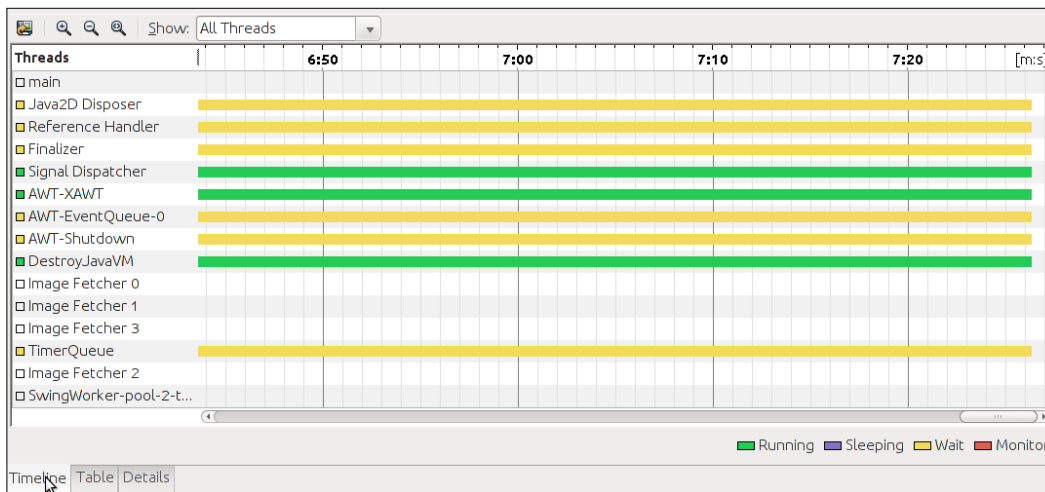 Show: All Threads
Threads 6:50 7:00 7:10 7:20 [m:s]
main
Java2D Disposer
Reference Handler
Finalizer
Signal Dispatcher
AWT-XAWT
AWT-EventQueue-0
AWT-Shutdown
DestroyJavaVM
Image Fetcher 0
Image Fetcher 1
Image Fetcher 3
TimerQueue
Image Fetcher 2
SwingWorker-pool-2-t...
Running Sleeping Wait Monitor
Timeline Table Details